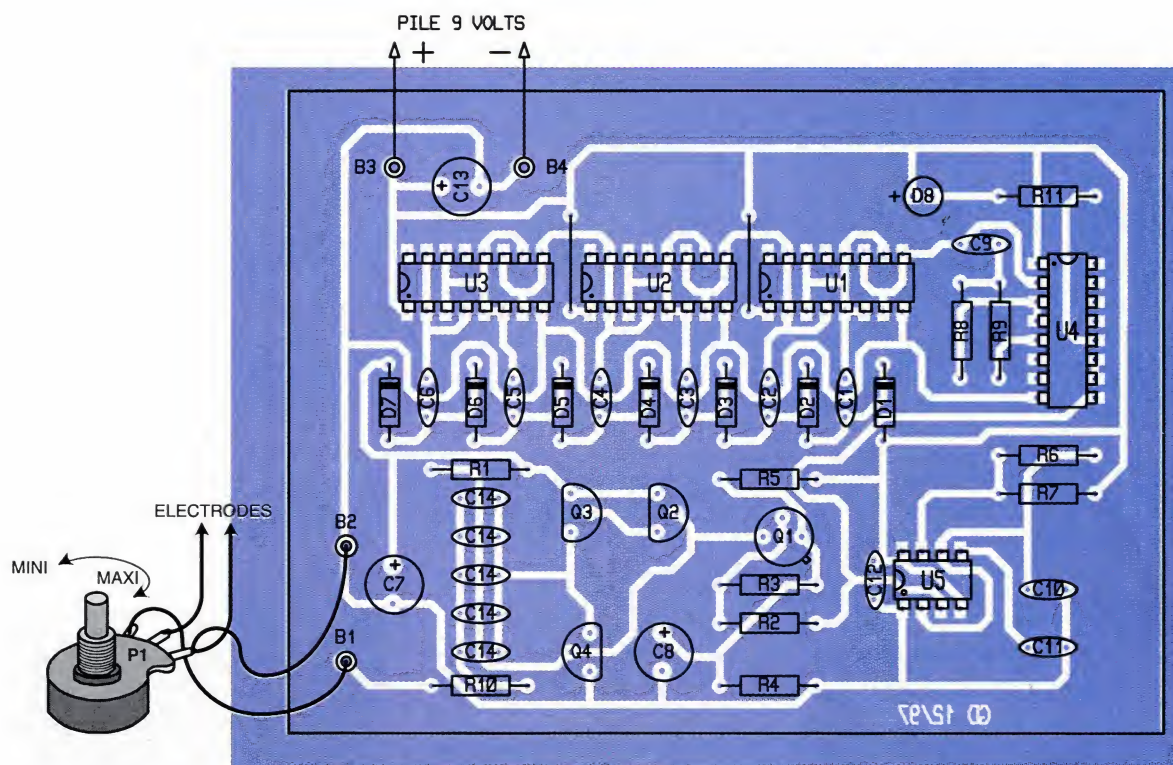 PILE 9 VOLTS
+ −
B3 + C13 B4
+ D8 R11
C9
U3 U2 U1
R8 R9 U4
D7 C6 D6 C5 D5 C4 D4 C3 D3 C2 D2 C1 D1
R1 R5 R6
R7
C14
ELECTRODES
B2
Q3 Q2 Q1
C14
MINI
MAXI
+ C7
C14
R3
C12 U5
C10
C14
R2
P1
B1
C14
Q4
+ C8
C11
R10
R4
GD 12/97